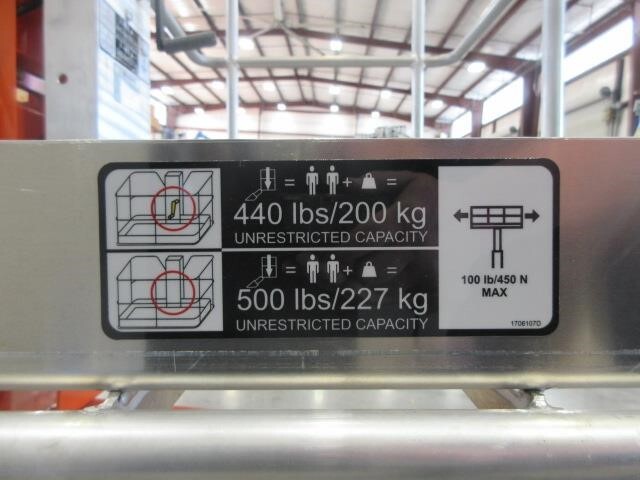 = + =
440 lbs/200 kg
UNRESTRICTED CAPACITY
= + =
500 lbs/227 kg
UNRESTRICTED CAPACITY
100 lb/450 N
MAX
1706107D